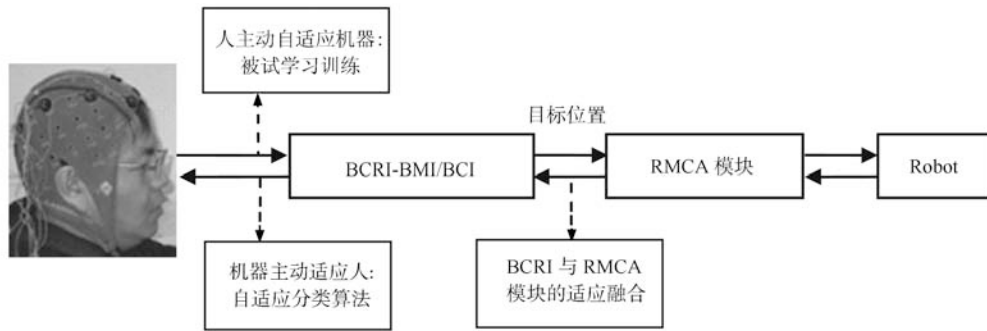 人主动自适应机器:
被试学习训练
目标位置
BCRI-BMI/BCI
RMCA 模块
Robot
机器主动适应人:
自适应分类算法
BCRI 与 RMCA
模块的适应融合